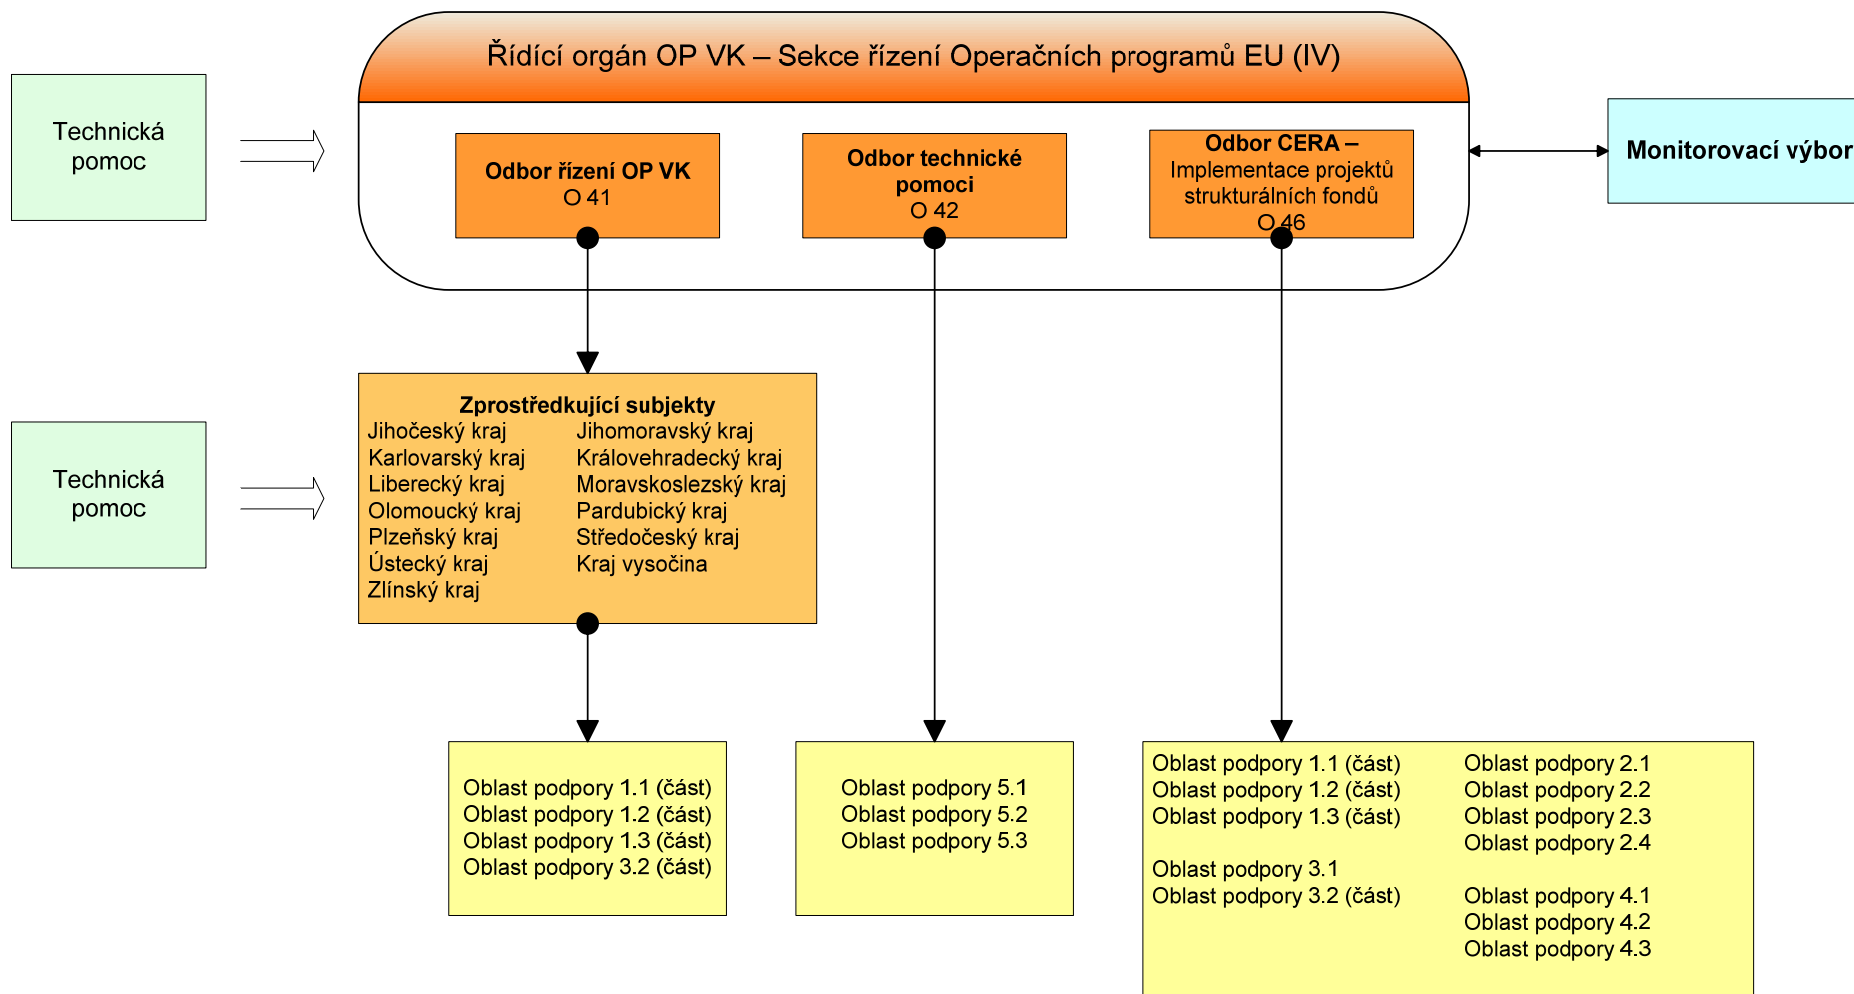 Řídící orgán OP VK – Sekce řízení Operačních programů EU (IV)
Technická
pomoc
Odbor řízení OP VK
O 41
Odbor technické
pomoci
O 42
Odbor CERA –
Implementace projektů
strukturálních fondů
O 46
Monitorovací výbor
Technická
pomoc
Zprostředkující subjekty
Jihočeský kraj
Karlovarský kraj
Liberecký kraj
Olomoucký kraj
Plzeňský kraj
Ústecký kraj
Zlínský kraj
Jihomoravský kraj
Královehradecký kraj
Moravskoslezský kraj
Pardubický kraj
Středočeský kraj
Kraj vysočina
Oblast podpory 1.1 (část)
Oblast podpory 1.2 (část)
Oblast podpory 1.3 (část)
Oblast podpory 3.2 (část)
Oblast podpory 5.1
Oblast podpory 5.2
Oblast podpory 5.3
Oblast podpory 1.1 (část)
Oblast podpory 1.2 (část)
Oblast podpory 1.3 (část)
Oblast podpory 3.1
Oblast podpory 3.2 (část)
Oblast podpory 2.1
Oblast podpory 2.2
Oblast podpory 2.3
Oblast podpory 2.4
Oblast podpory 4.1
Oblast podpory 4.2
Oblast podpory 4.3